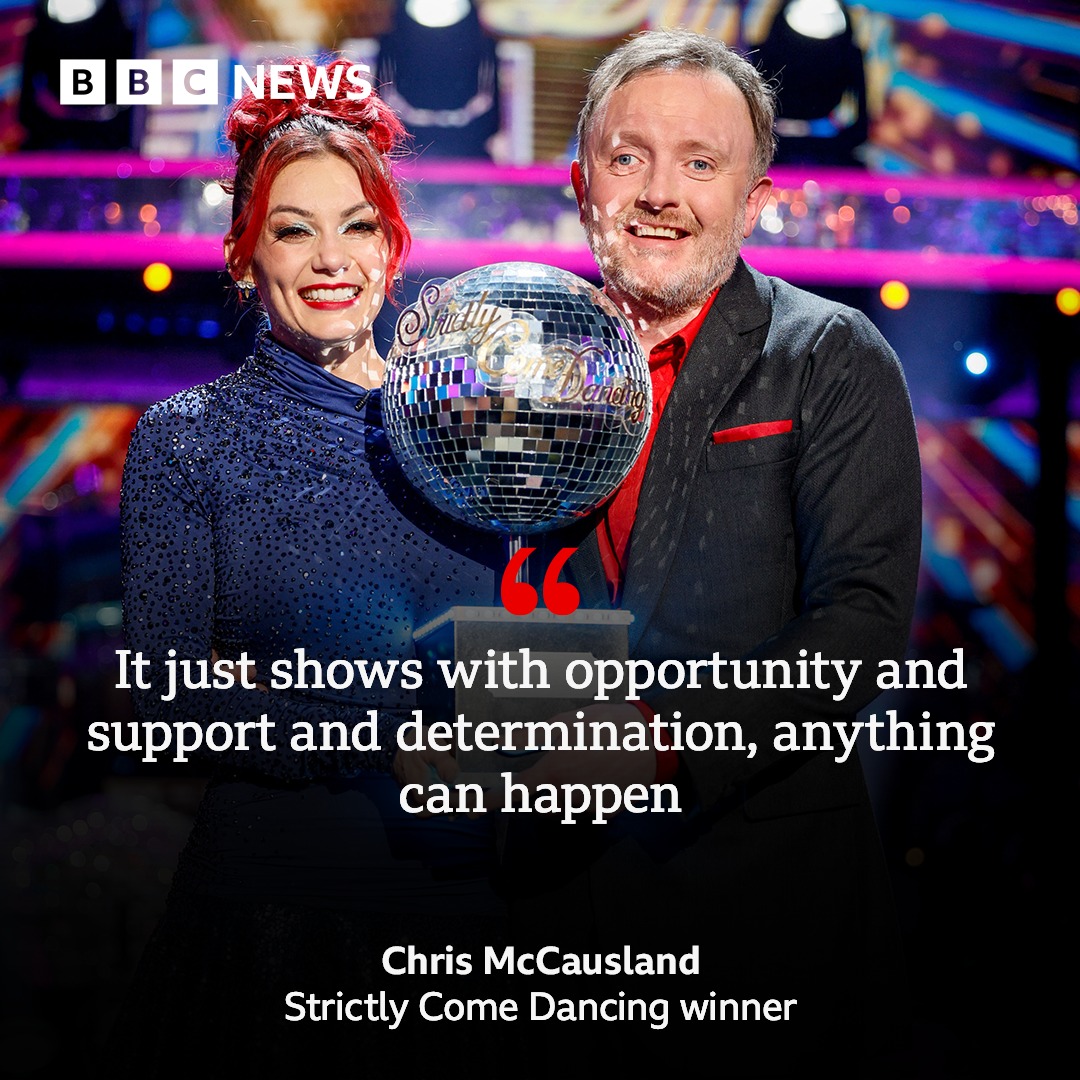 BBC NEWS
Strictly
Come
Dancing
“
It just shows with opportunity and
support and determination, anything
can happen
Chris McCausland
Strictly Come Dancing winner